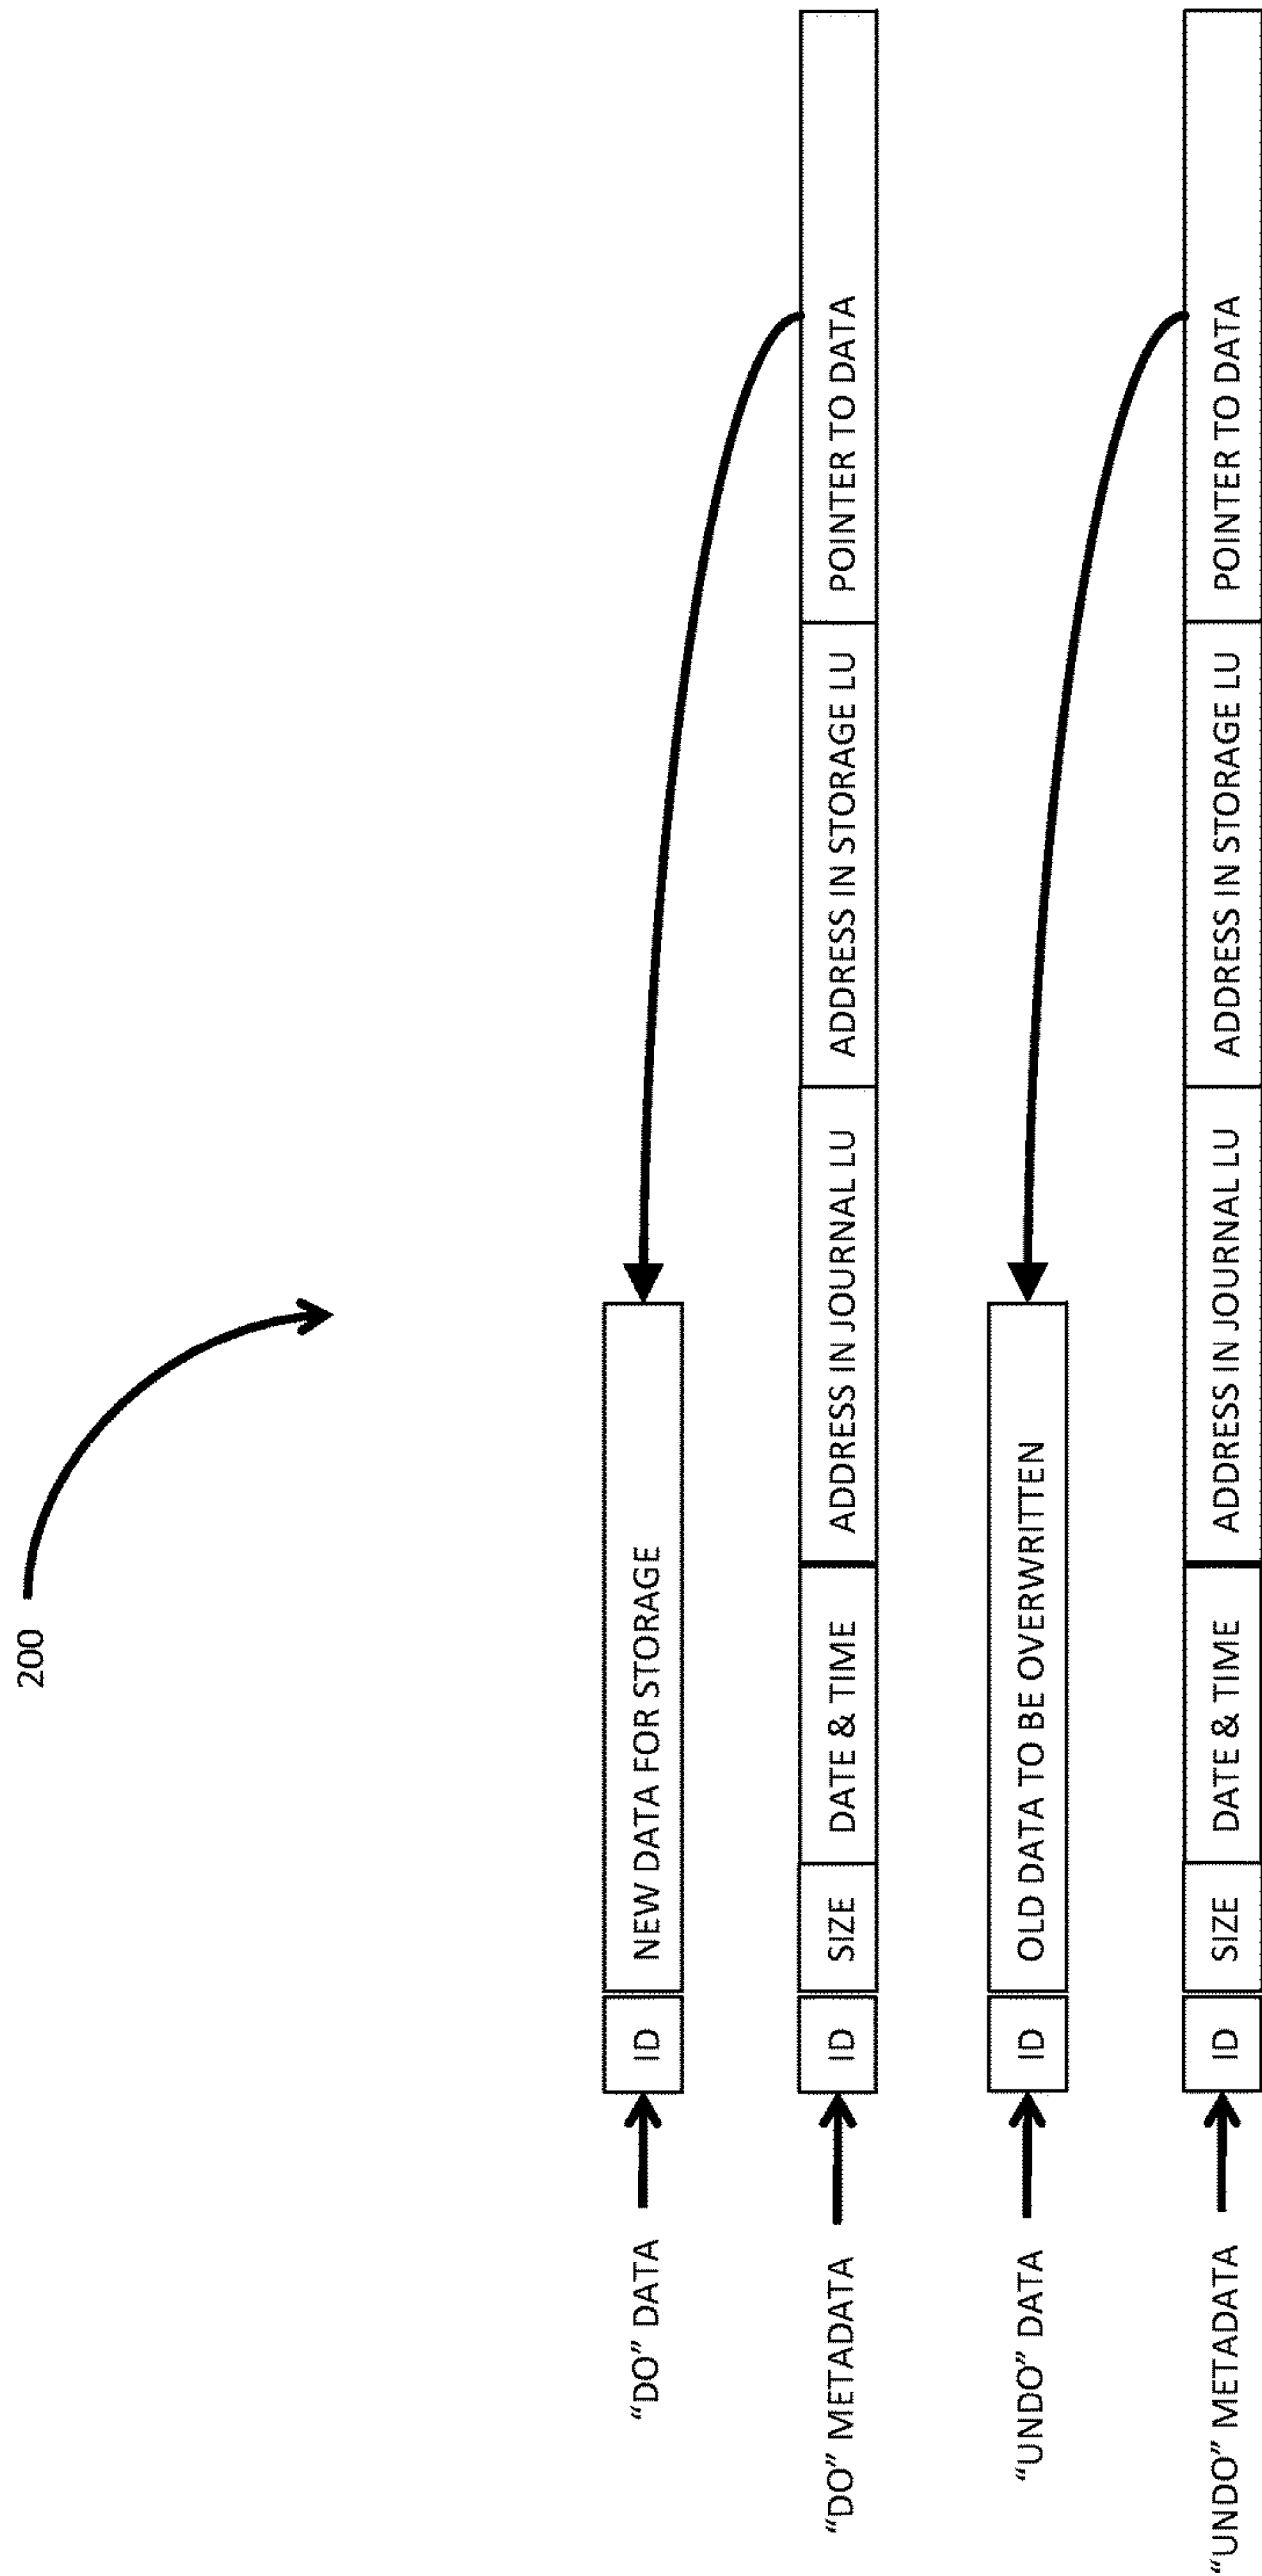 200
“DO” DATA
ID
NEW DATA FOR STORAGE
“DO” METADATA
ID
SIZE
DATE & TIME
ADDRESS IN JOURNAL LU
ADDRESS IN STORAGE LU
POINTER TO DATA
“UNDO” DATA
ID
OLD DATA TO BE OVERWRITTEN
“UNDO” METADATA
ID
SIZE
DATE & TIME
ADDRESS IN JOURNAL LU
ADDRESS IN STORAGE LU
POINTER TO DATA